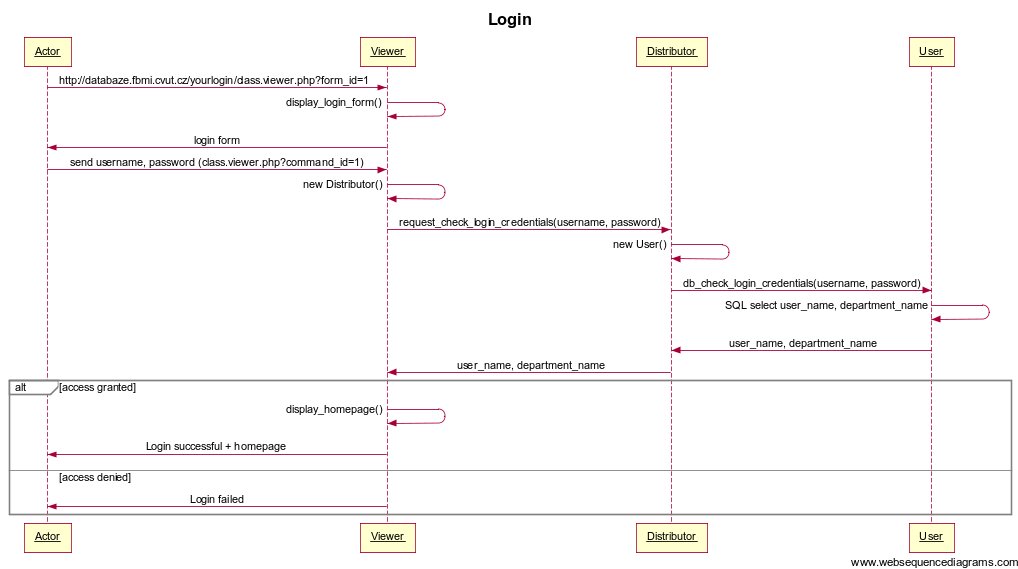 Login
Actor
Viewer
Distributor
User
http://databaze.fbmi.cvut.cz/yourlogin/class.viewer.php?form_id=1
display_login_form()
login form
send username, password (class.viewer.php?command_id=1)
new Distributor()
request_check_login_credentials(username, password)
new User()
db_check_login_credentials(username, password)
SQL select user_name, department_name
user_name, department_name
user_name, department_name
alt [access granted]
display_homepage()
Login successful + homepage
[access denied]
Login failed
Actor
Viewer
Distributor
User
www.websequencediagrams.com